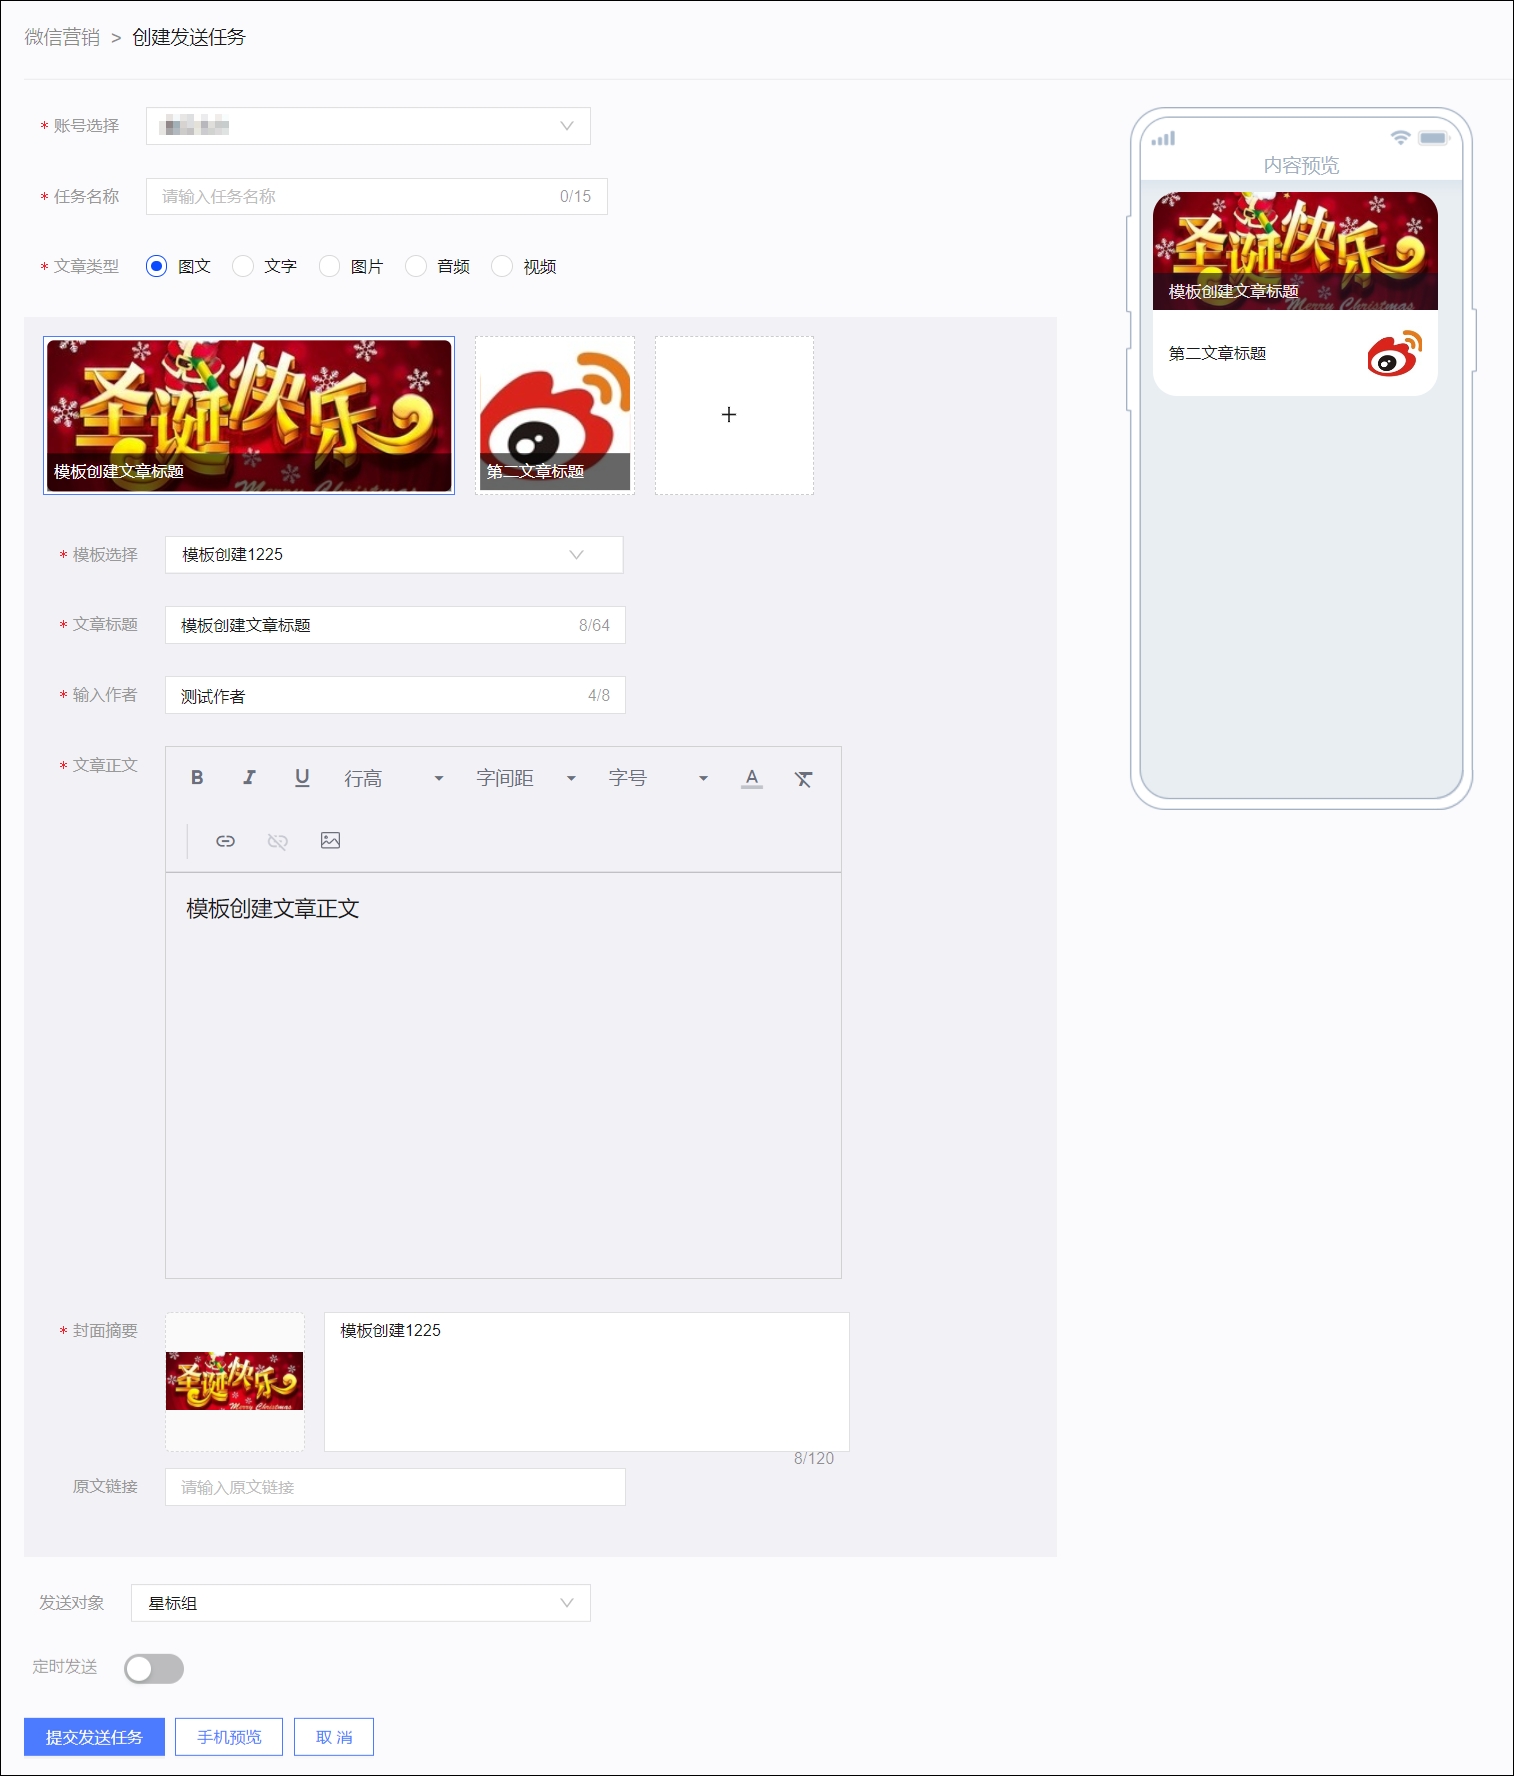 微信营销 > 创建发送任务
* 账号选择
* 任务名称 请输入任务名称 0/15
* 文章类型 图文 文字 图片 音频 视频
圣诞快乐
Merry Christmas
模板创建文章标题
第二文章标题
+
* 模板选择 模板创建1225
* 文章标题 模板创建文章标题 8/64
* 输入作者 测试作者 4/8
* 文章正文
B I U 行高 字间距 字号 A
模板创建文章正文
* 封面摘要
圣诞快乐
Merry Christmas
模板创建1225
8/120
原文链接 请输入原文链接
发送对象 星标组
定时发送
提交发送任务 手机预览 取 消
内容预览
圣诞快乐
模板创建文章标题
Merry Christmas
第二文章标题